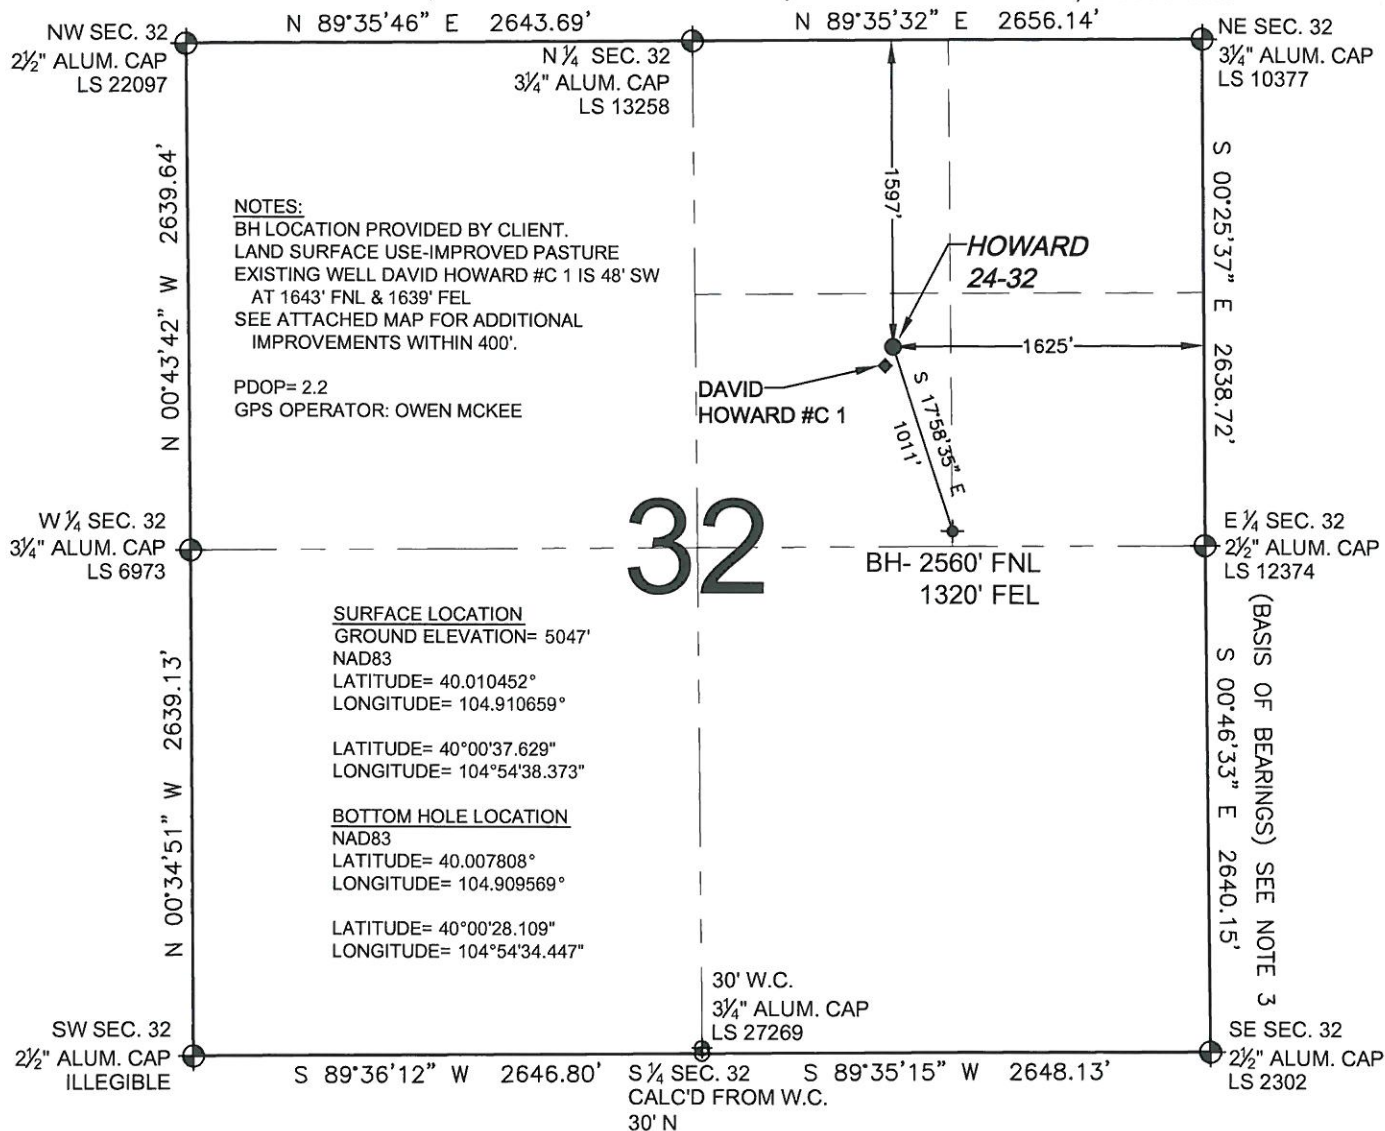 N 89°35'46" E 2643.69'
N 89°35'32" E 2656.14'
NW SEC. 32
2½" ALUM. CAP
LS 22097
N ¼ SEC. 32
3¼" ALUM. CAP
LS 13258
NE SEC. 32
3¼" ALUM. CAP
LS 10377
N 00°43'42" W 2639.64'
NOTES:
BH LOCATION PROVIDED BY CLIENT.
LAND SURFACE USE-IMPROVED PASTURE
EXISTING WELL DAVID HOWARD #C 1 IS 48' SW
AT 1643' FNL & 1639' FEL
SEE ATTACHED MAP FOR ADDITIONAL
IMPROVEMENTS WITHIN 400'.
PDOP= 2.2
GPS OPERATOR: OWEN MCKEE
1597'
HOWARD
24-32
1625'
S 00°25'37" E 2638.72'
DAVID
HOWARD #C 1
S 17°58'35" E
1011'
W ¼ SEC. 32
3¼" ALUM. CAP
LS 6973
32
BH- 2560' FNL
1320' FEL
E ¼ SEC. 32
2½" ALUM. CAP
LS 12374
SURFACE LOCATION
GROUND ELEVATION= 5047'
NAD83
LATITUDE= 40.010452°
LONGITUDE= 104.910659°
LATITUDE= 40°00'37.629"
LONGITUDE= 104°54'38.373"
BOTTOM HOLE LOCATION
NAD83
LATITUDE= 40.007808°
LONGITUDE= 104.909569°
LATITUDE= 40°00'28.109"
LONGITUDE= 104°54'34.447"
N 00°34'51" W 2639.13'
S 00°46'33" E 2640.15'
(BASIS OF BEARINGS) SEE NOTE 3
30' W.C.
3¼" ALUM. CAP
LS 27269
SW SEC. 32
2½" ALUM. CAP
ILLEGIBLE
S 89°36'12" W 2646.80'
S ¼ SEC. 32
CALC'D FROM W.C.
30' N
S 89°35'15" W 2648.13'
SE SEC. 32
2½" ALUM. CAP
LS 2302